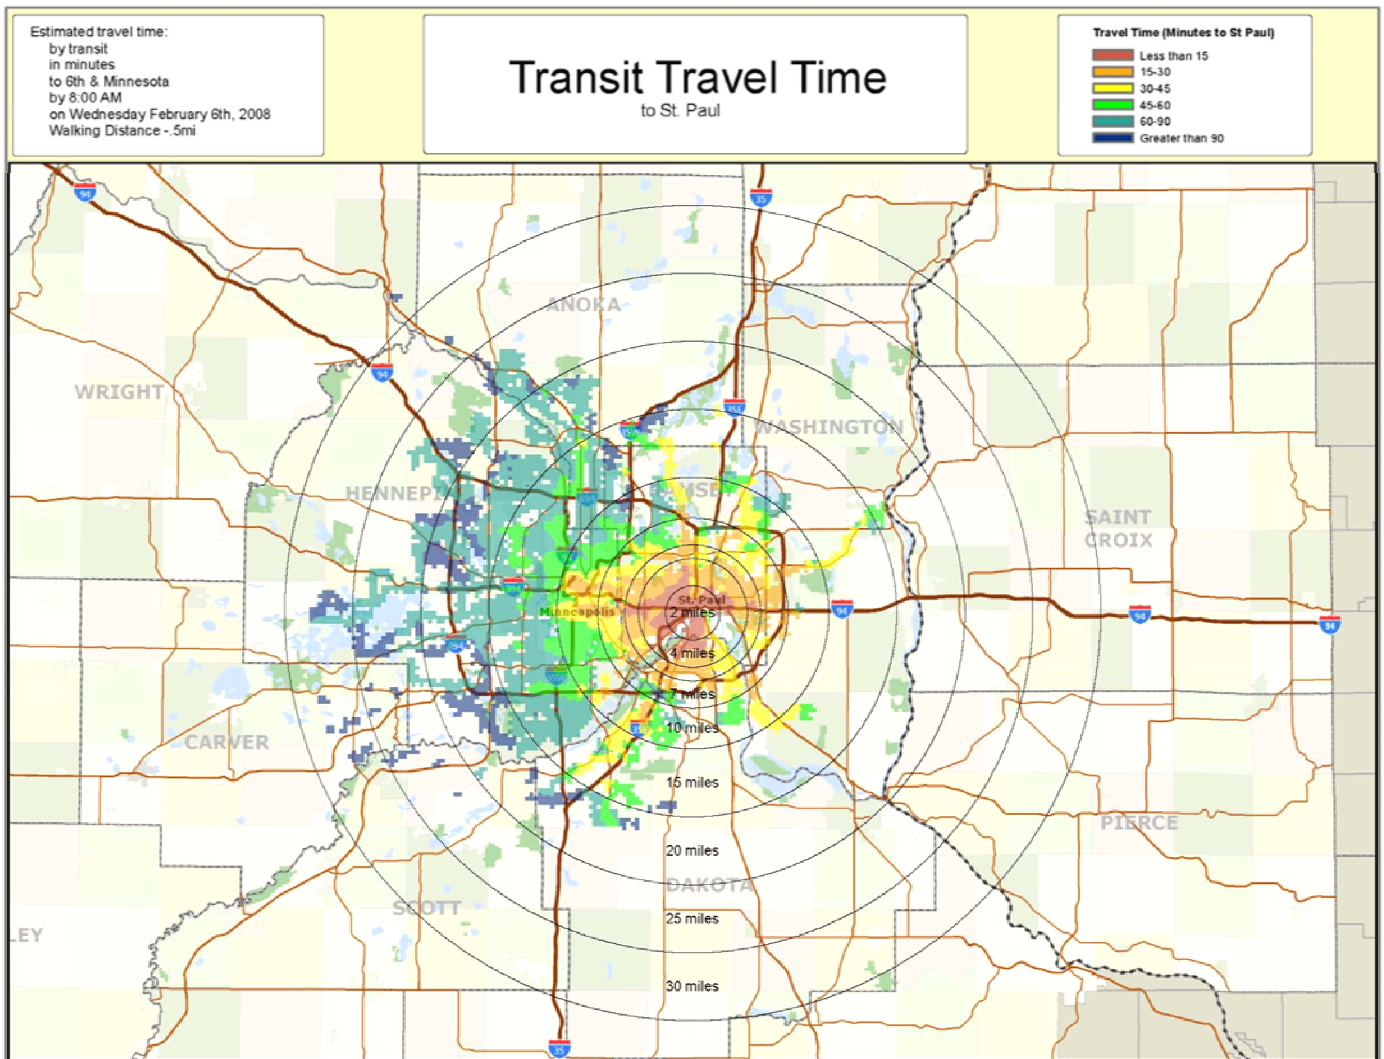 Estimated travel time:
by transit
in minutes
to 6th & Minnesota
by 8:00 AM
on Wednesday February 6th, 2008
Walking Distance -.5mi
Transit Travel Time
to St. Paul
Travel Time (Minutes to St Paul)
Less than 15
15-30
30-45
45-60
60-90
Greater than 90
94
35
ANOKA
94
WRIGHT
35E
WASHINGTON
HENNEPIN
RAMSEY
SAINT
CROIX
Minneapolis
St. Paul
2 miles
94
94
94
4 miles
7 miles
10 miles
CARVER
15 miles
PIERCE
20 miles
DAKOTA
SCOTT
25 miles
LEY
30 miles
35